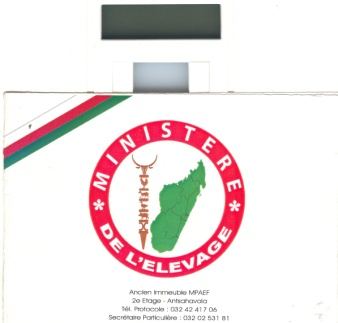 * MINISTERE *
DE L'ELEVAGE
Ancien Immeuble MPAEF
2e Etage - Antsahavola
Tél. Protocole : 032 42 417 06
Secrétaire Particulière : 032 02 531 81